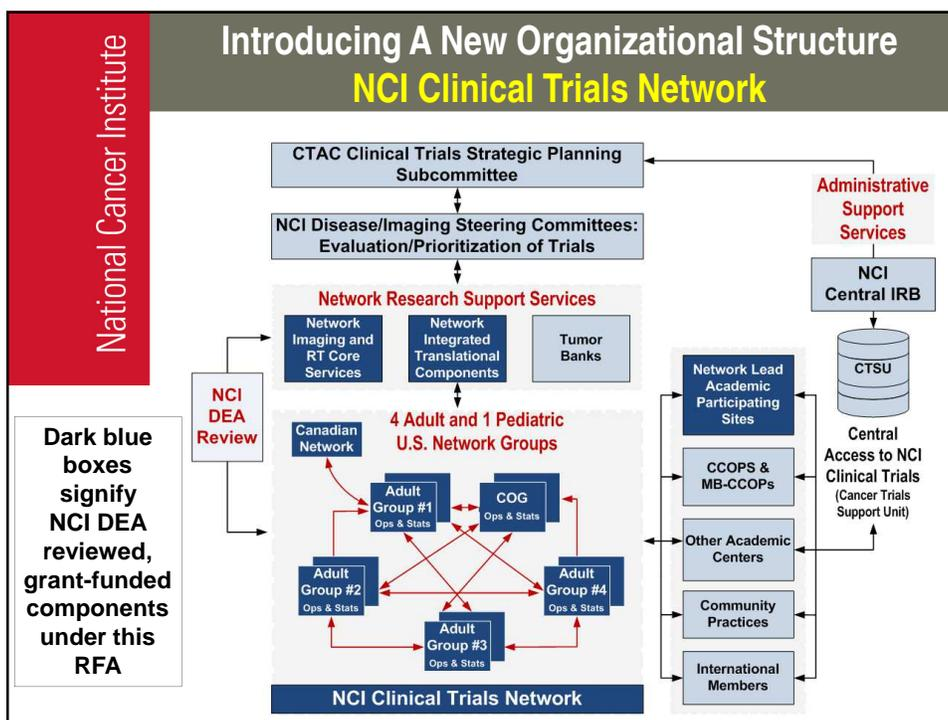 National Cancer Institute
Introducing A New Organizational Structure
NCI Clinical Trials Network
CTAC Clinical Trials Strategic Planning
Subcommittee
NCI Disease/Imaging Steering Committees:
Evaluation/Prioritization of Trials
Network Research Support Services
Network
Imaging and
RT Core
Services
Network
Integrated
Translational
Components
Tumor
Banks
NCI
DEA
Review
4 Adult and 1 Pediatric
U.S. Network Groups
Canadian
Network
Adult
Group #1
Ops & Stats
COG
Ops & Stats
Adult
Group #2
Ops & Stats
Adult
Group #4
Ops & Stats
Adult
Group #3
Ops & Stats
NCI Clinical Trials Network
Administrative
Support
Services
NCI
Central IRB
CTSU
Central
Access to NCI
Clinical Trials
(Cancer Trials
Support Unit)
Network Lead
Academic
Participating
Sites
CCOPS &
MB-CCOPs
Other Academic
Centers
Community
Practices
International
Members
Dark blue
boxes
signify
NCI DEA
reviewed,
grant-funded
components
under this
RFA